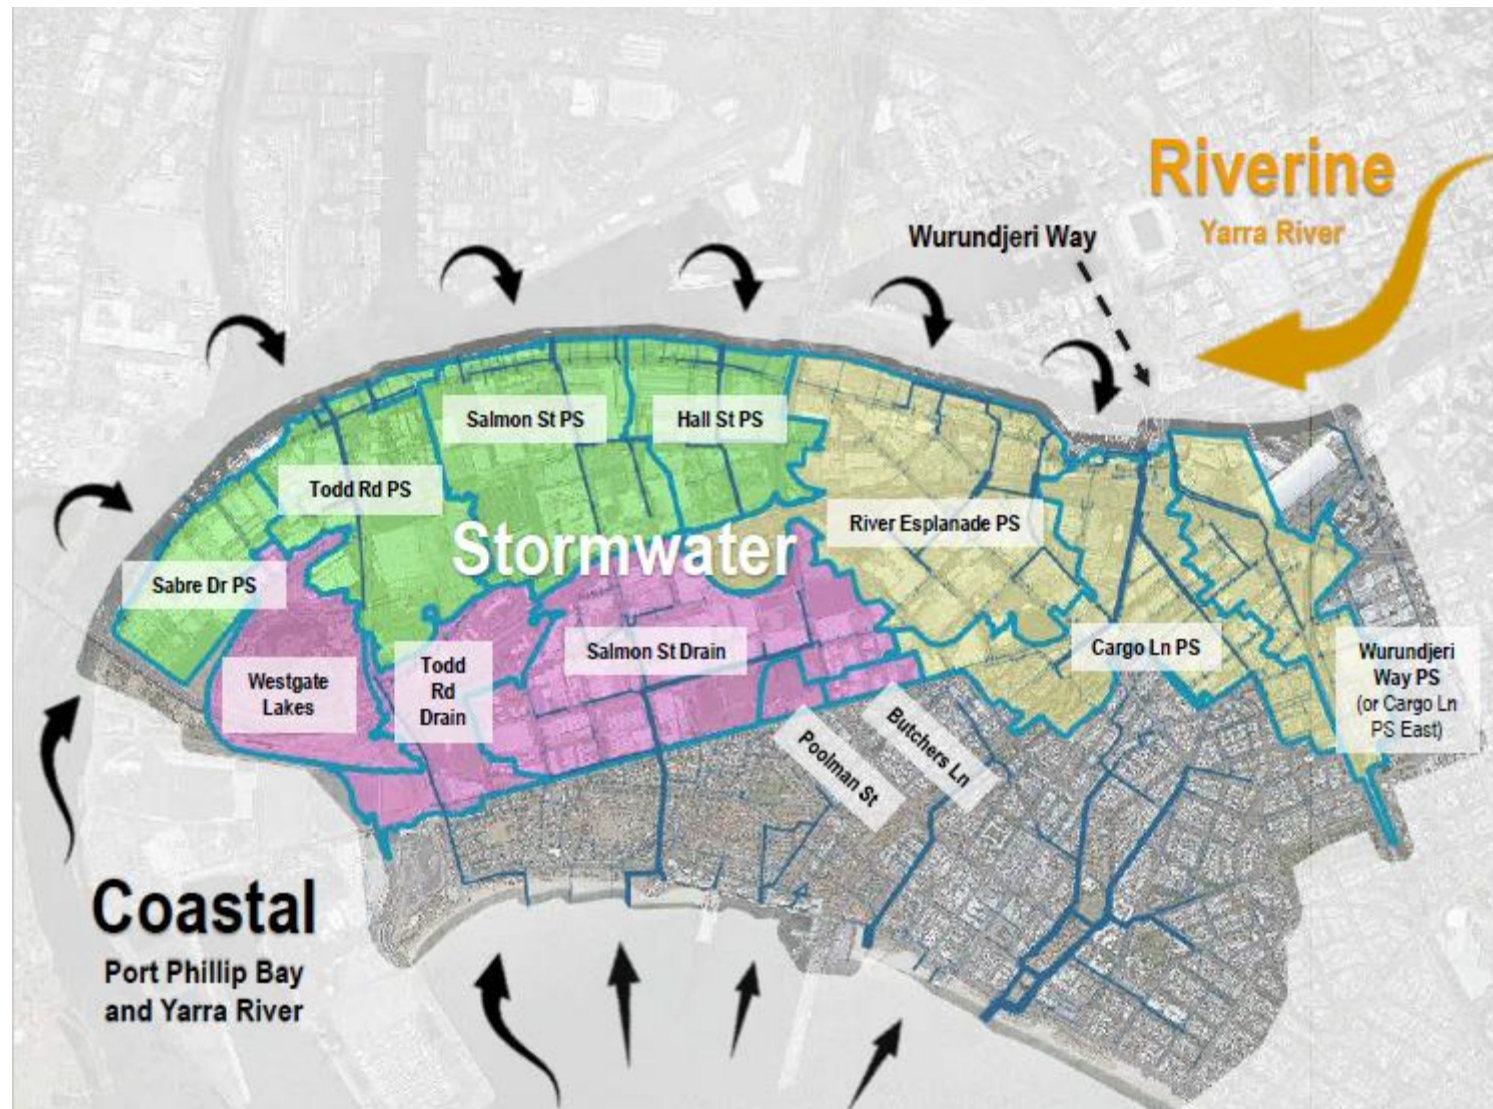 Riverine
Yarra River
Wurundjeri Way
Salmon St PS
Hall St PS
Todd Rd PS
River Esplanade PS
Stormwater
Sabre Dr PS
Salmon St Drain
Cargo Ln PS
Wurundjeri
Way PS
(or Cargo Ln
PS East)
Westgate
Lakes
Todd
Rd
Drain
Poolman St
Butchers Ln
Coastal
Port Phillip Bay
and Yarra River